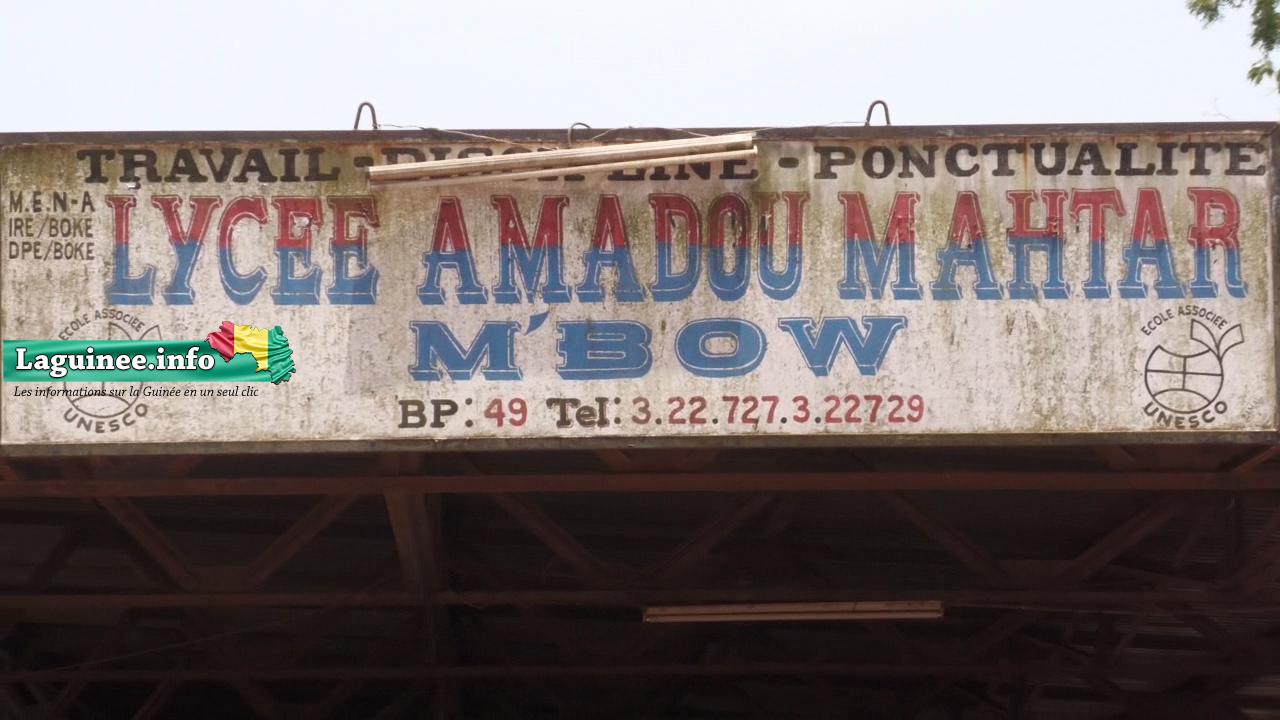 TRAVAIL - DISCIPLINE - PONCTUALITE
M.E.N-A
IRE/BOKE
DPE/BOKE
LYCEE AMADOU MAHTAR
M'BOW
ECOLE ASSOCIEE
UNESCO
Laguinee.info
Les informations sur la Guinée en un seul clic
BP: 49 Tel: 3.22.727.3.22729
ECOLE ASSOCIEE
UNESCO